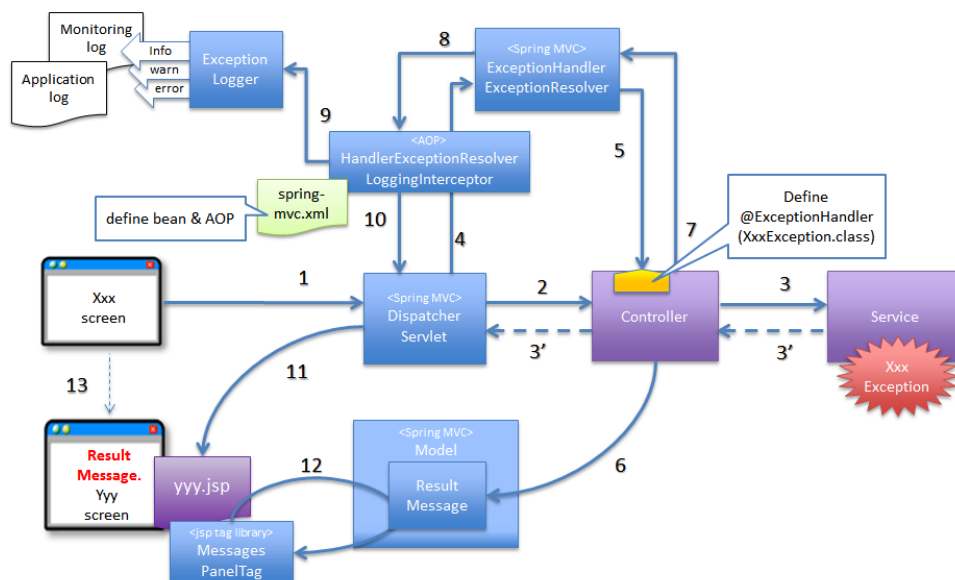 Monitoring
log
Application
log
Info
warn
error
Exception
Logger
9
8
<Spring MVC>
ExceptionHandler
ExceptionResolver
<AOP>
HandlerExceptionResolver
LoggingInterceptor
5
7
Define
@ExceptionHandler
(XxxException.class)
define bean & AOP
spring-
mvc.xml
10
4
Xxx
screen
1
<Spring MVC>
Dispatcher
Servlet
2
3’
Controller
3
3’
Service
Xxx
Exception
13
11
6
Result
Message.
Yyy
screen
yyy.jsp
<jsp tag library>
Messages
PanelTag
12
<Spring MVC>
Model
Result
Message